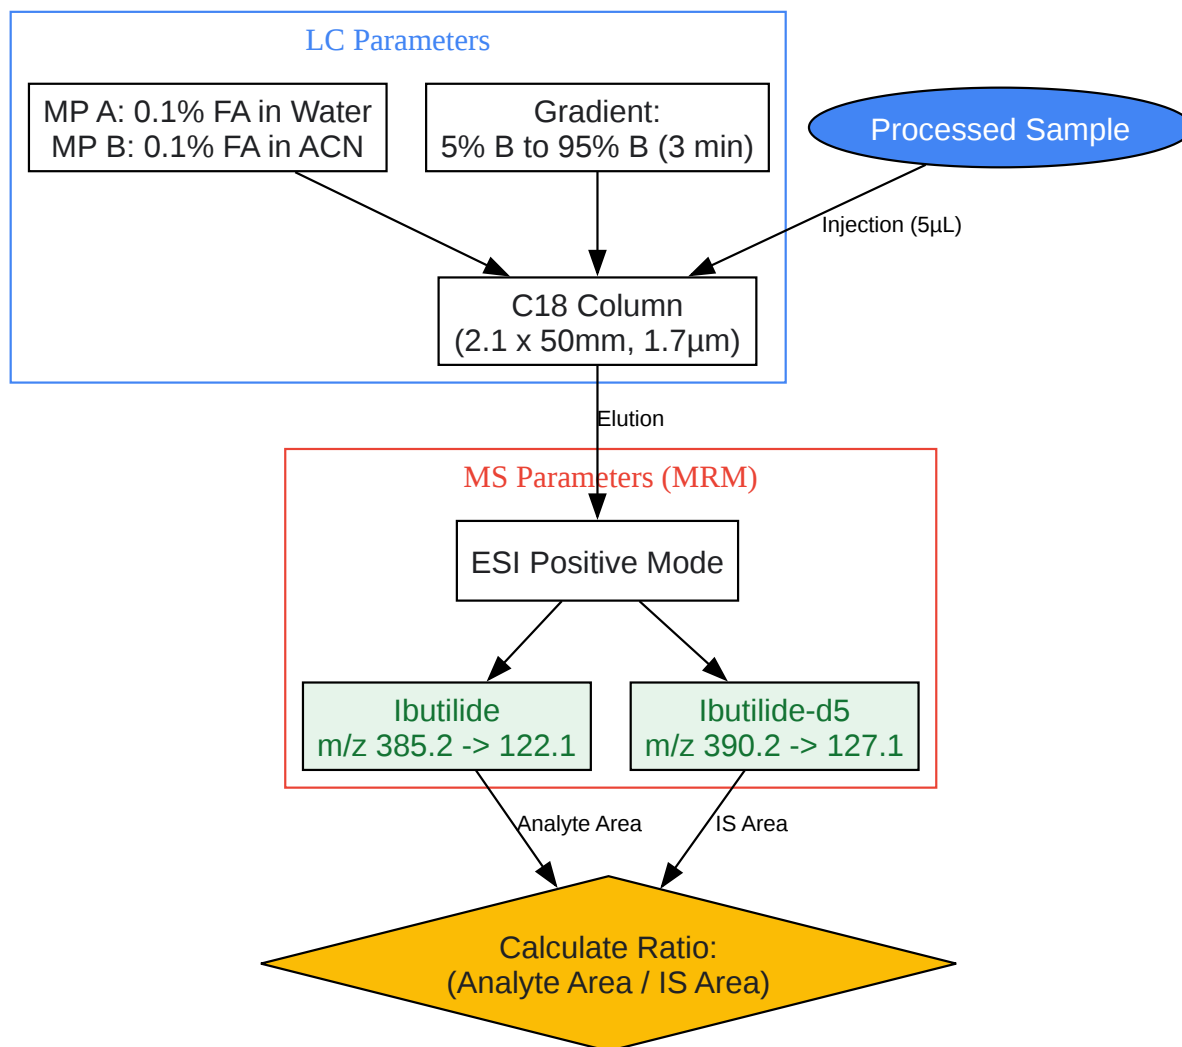 LC Parameters
MP A: 0.1% FA in Water
MP B: 0.1% FA in ACN
Gradient:
5% B to 95% B (3 min)
Processed Sample
Injection (5µL)
C18 Column
(2.1 x 50mm, 1.7µm)
Elution
MS Parameters (MRM)
ESI Positive Mode
Ibutilide
m/z 385.2 -> 122.1
Ibutilide-d5
m/z 390.2 -> 127.1
Analyte Area
IS Area
Calculate Ratio:
(Analyte Area / IS Area)